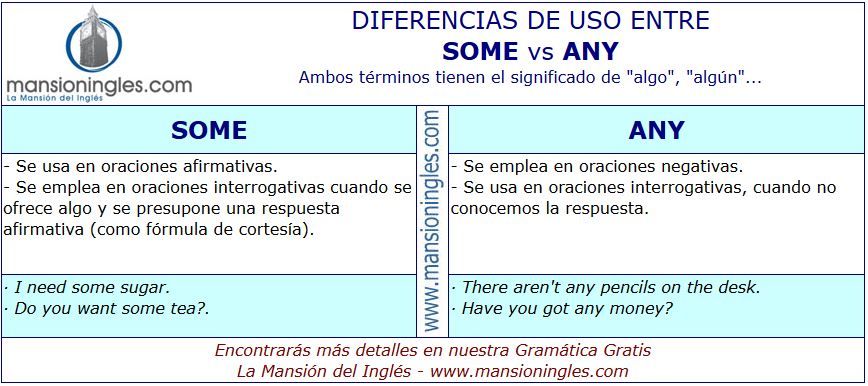 mansioningles.com
La Mansión del Inglés
DIFERENCIAS DE USO ENTRE
SOME vs ANY
Ambos términos tienen el significado de "algo", "algún"...
SOME
- Se usa en oraciones afirmativas.
- Se emplea en oraciones interrogativas cuando se
ofrece algo y se presupone una respuesta
afirmativa (como fórmula de cortesía).
· I need some sugar.
· Do you want some tea?.
www.mansioningles.com
ANY
- Se emplea en oraciones negativas.
- Se usa en oraciones interrogativas, cuando no
conocemos la respuesta.
· There aren't any pencils on the desk.
· Have you got any money?
Encontrarás más detalles en nuestra Gramática Gratis
La Mansión del Inglés - www.mansioningles.com